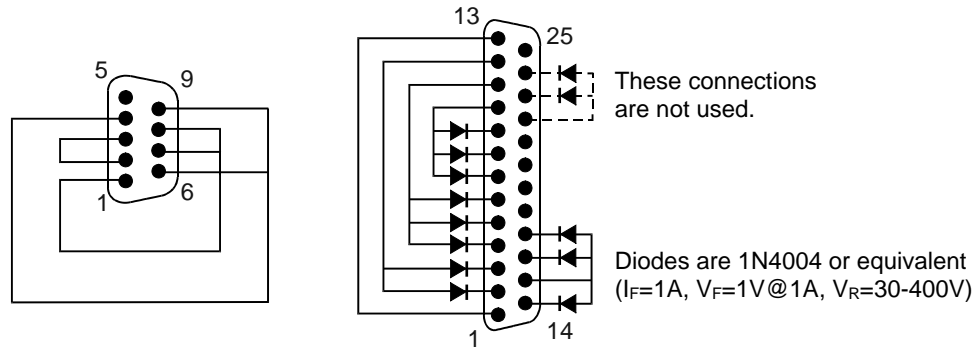 5
9
1
6
13
25
1
14
These connections
are not used.
Diodes are 1N4004 or equivalent
(IF=1A, VF=1V@1A, VR=30-400V)